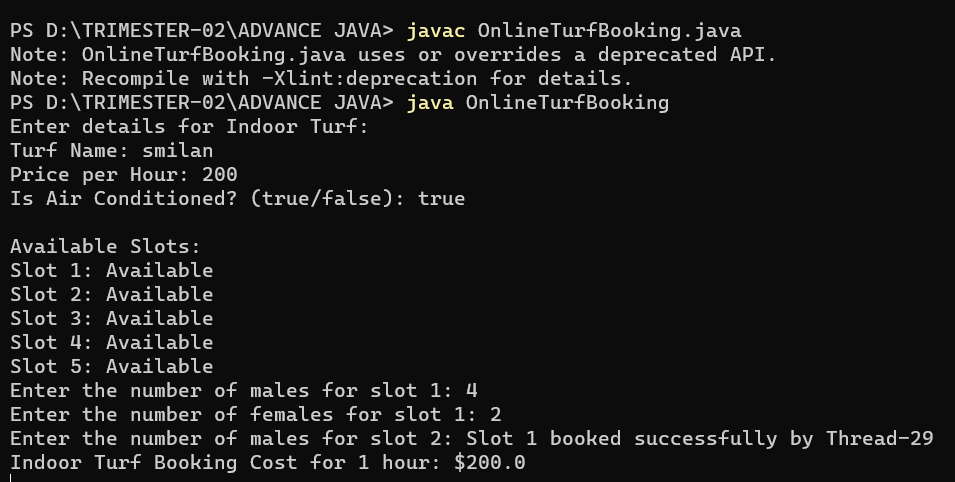 PS D:\TRIMESTER-02\ADVANCE JAVA> javac OnlineTurfBooking.java
Note: OnlineTurfBooking.java uses or overrides a deprecated API.
Note: Recompile with -Xlint:deprecation for details.
PS D:\TRIMESTER-02\ADVANCE JAVA> java OnlineTurfBooking
Enter details for Indoor Turf:
Turf Name: smilan
Price per Hour: 200
Is Air Conditioned? (true/false): true

Available Slots:
Slot 1: Available
Slot 2: Available
Slot 3: Available
Slot 4: Available
Slot 5: Available
Enter the number of males for slot 1: 4
Enter the number of females for slot 1: 2
Enter the number of males for slot 2: Slot 1 booked successfully by Thread-29
Indoor Turf Booking Cost for 1 hour: $200.0